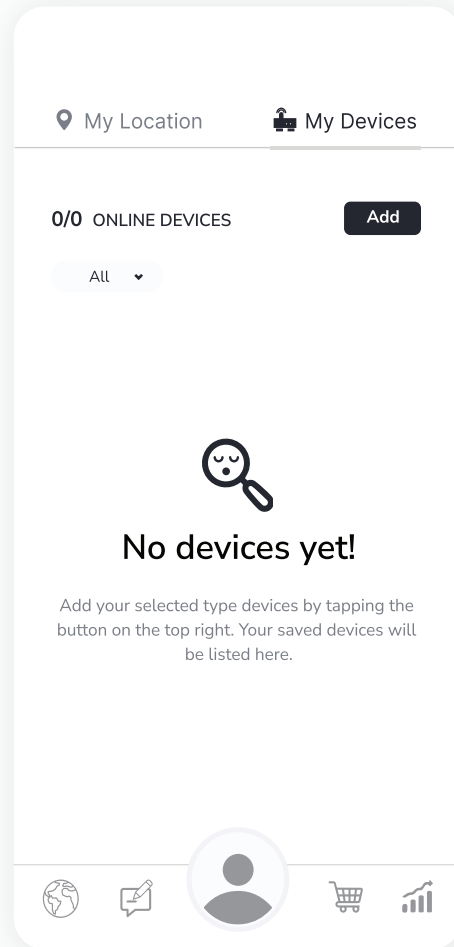 My Location
My Devices
0/0 ONLINE DEVICES
Add
All
No devices yet!
Add your selected type devices by tapping the
button on the top right. Your saved devices will
be listed here.